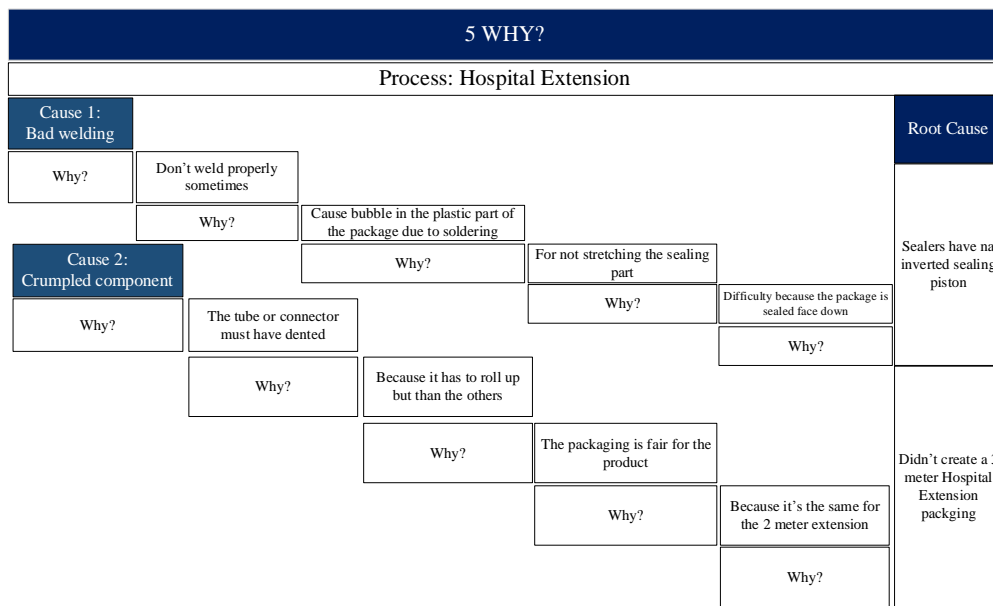 5 WHY?
Process: Hospital Extension
Cause 1:
Bad welding
Root Cause
Why?
Don't weld properly
sometimes
Why?
Cause bubble in the plastic part of
the package due to soldering
Why?
For not stretching the sealing
part
Why?
Difficulty because the package is
sealed face down
Why?
Sealers have na
inverted sealing
piston
Cause 2:
Crumpled component
Why?
The tube or connector
must have dented
Why?
Because it has to roll up
but than the others
Why?
The packaging is fair for the
product
Why?
Because it's the same for
the 2 meter extension
Why?
Didn't create a
meter Hospital
Extension
packging